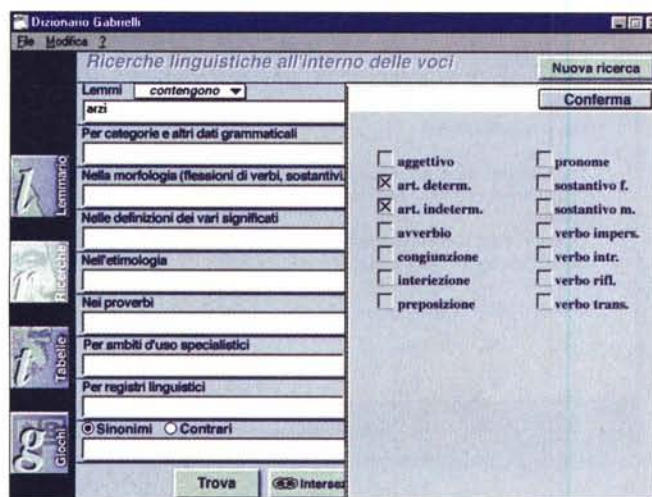 Dizionario Gabrielli
File Modifica ?
Ricerche linguistiche all'interno delle voci
Nuova ricerca
Lemmi contengono
Conferma
arzi
Per categorie e altri dati grammaticali
Nella morfologia (flessioni di verbi, sostantivi,
Nelle definizioni dei vari significati
Nell'etimologia
Nei proverbi
Per ambiti d'uso specialistici
Per registri linguistici
Sinonimi Contrari
Trova
Intersez
aggettivo
art. determ.
art. indeterm.
avverbio
congiunzione
interiezione
preposizione
pronome
sostantivo f.
sostantivo m.
verbo impers.
verbo intr.
verbo rifl.
verbo trans.
l Lemmario
r Ricerche
t Tabelle
g Giochi